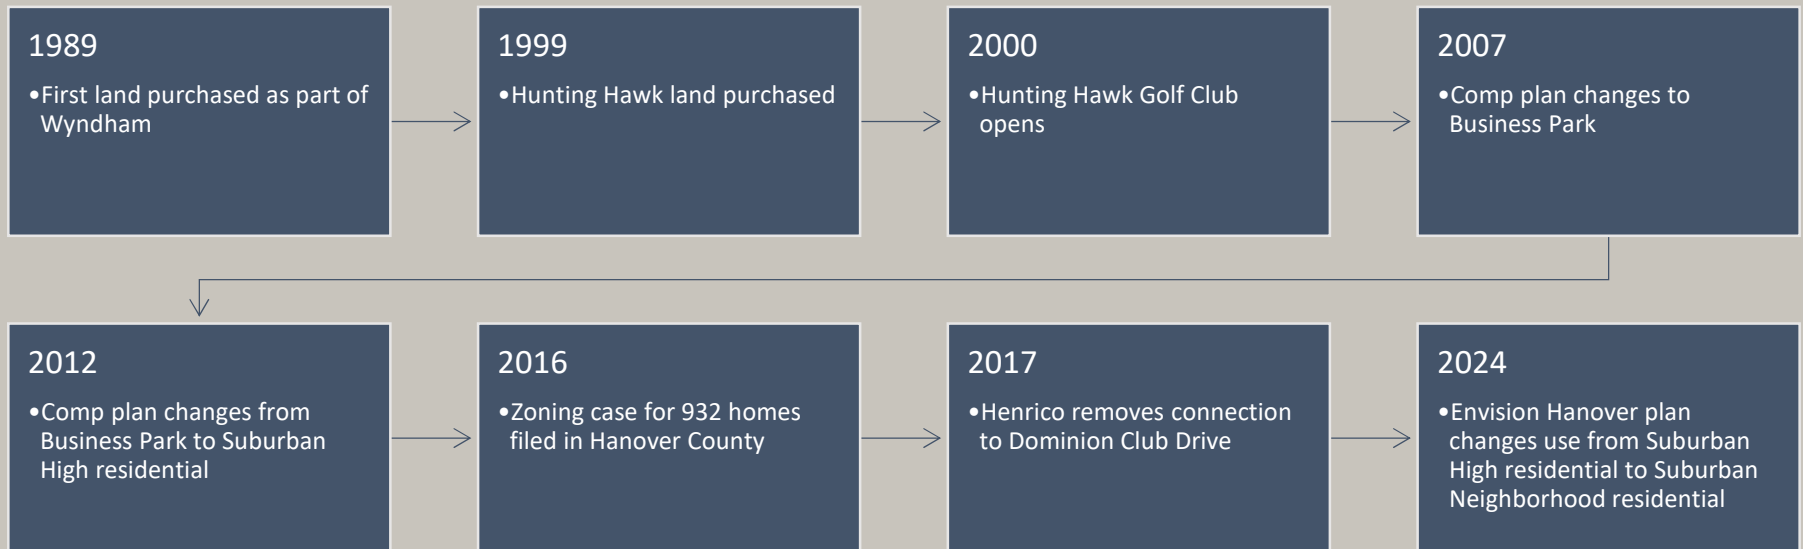 1989
•First land purchased as part of
Wyndham
1999
•Hunting Hawk land purchased
2000
•Hunting Hawk Golf Club
opens
2007
•Comp plan changes to
Business Park
2012
•Comp plan changes from
Business Park to Suburban
High residential
2016
•Zoning case for 932 homes
filed in Hanover County
2017
•Henrico removes connection
to Dominion Club Drive
2024
•Envision Hanover plan
changes use from Suburban
High residential to Suburban
Neighborhood residential